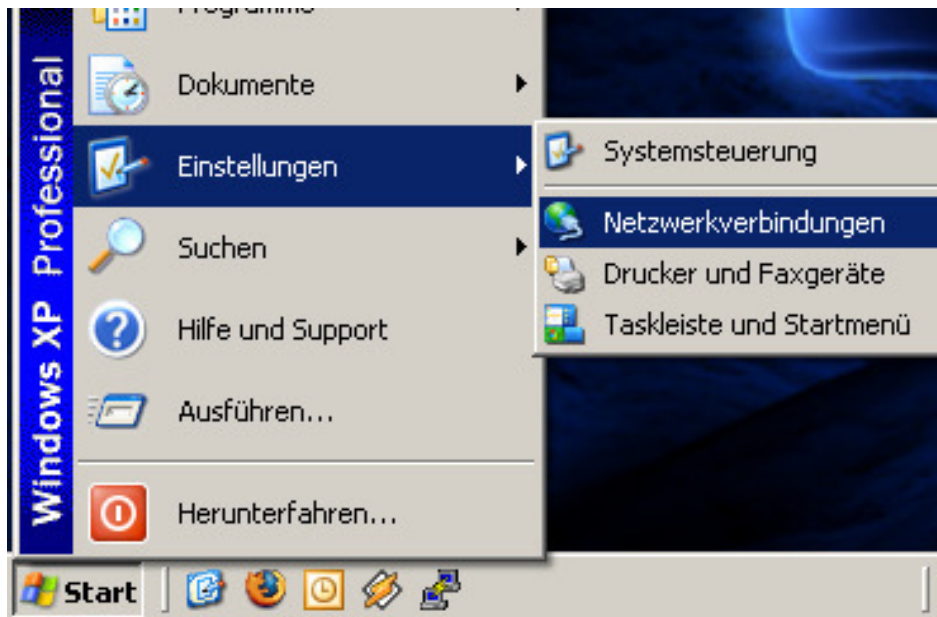 Programme
Dokumente
Einstellungen
Suchen
Hilfe und Support
Ausführen...
Herunterfahren...
Systemsteuerung
Netzwerkverbindungen
Drucker und Faxgeräte
Taskleiste und Startmenü
Windows XP Professional
Start